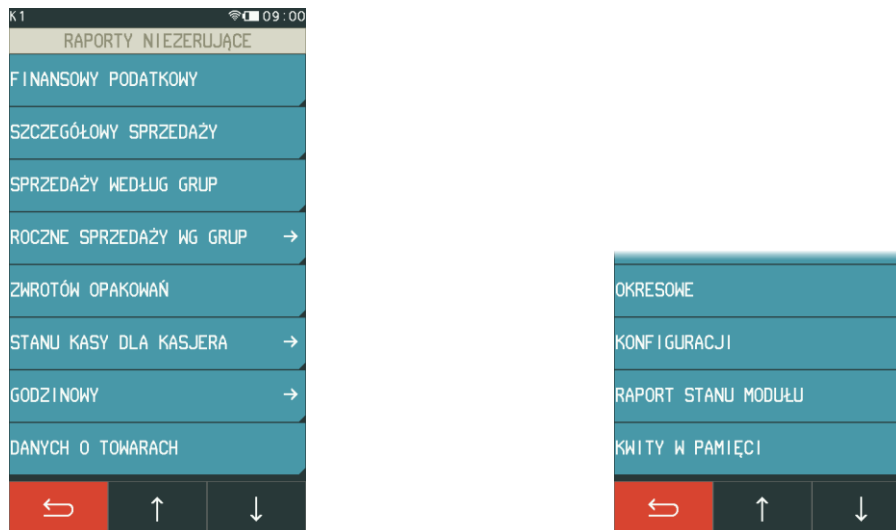 K1 09:00
RAPORTY NIEZERUJĄCE
FINANSOWY PODATKOWY
SZCZEGÓŁOWY SPRZEDAŻY
SPRZEDAŻY WEDŁUG GRUP
ROCZNE SPRZEDAŻY WG GRUP →
ZWROTÓW OPAKOWAŃ
STANU KASY DLA KASJERA →
GODZINOWY →
DANYCH O TOWARACH
OKRESOWE
KONFIGURACJI
RAPORT STANU MODUŁU
KWITY W PAMIĘCI